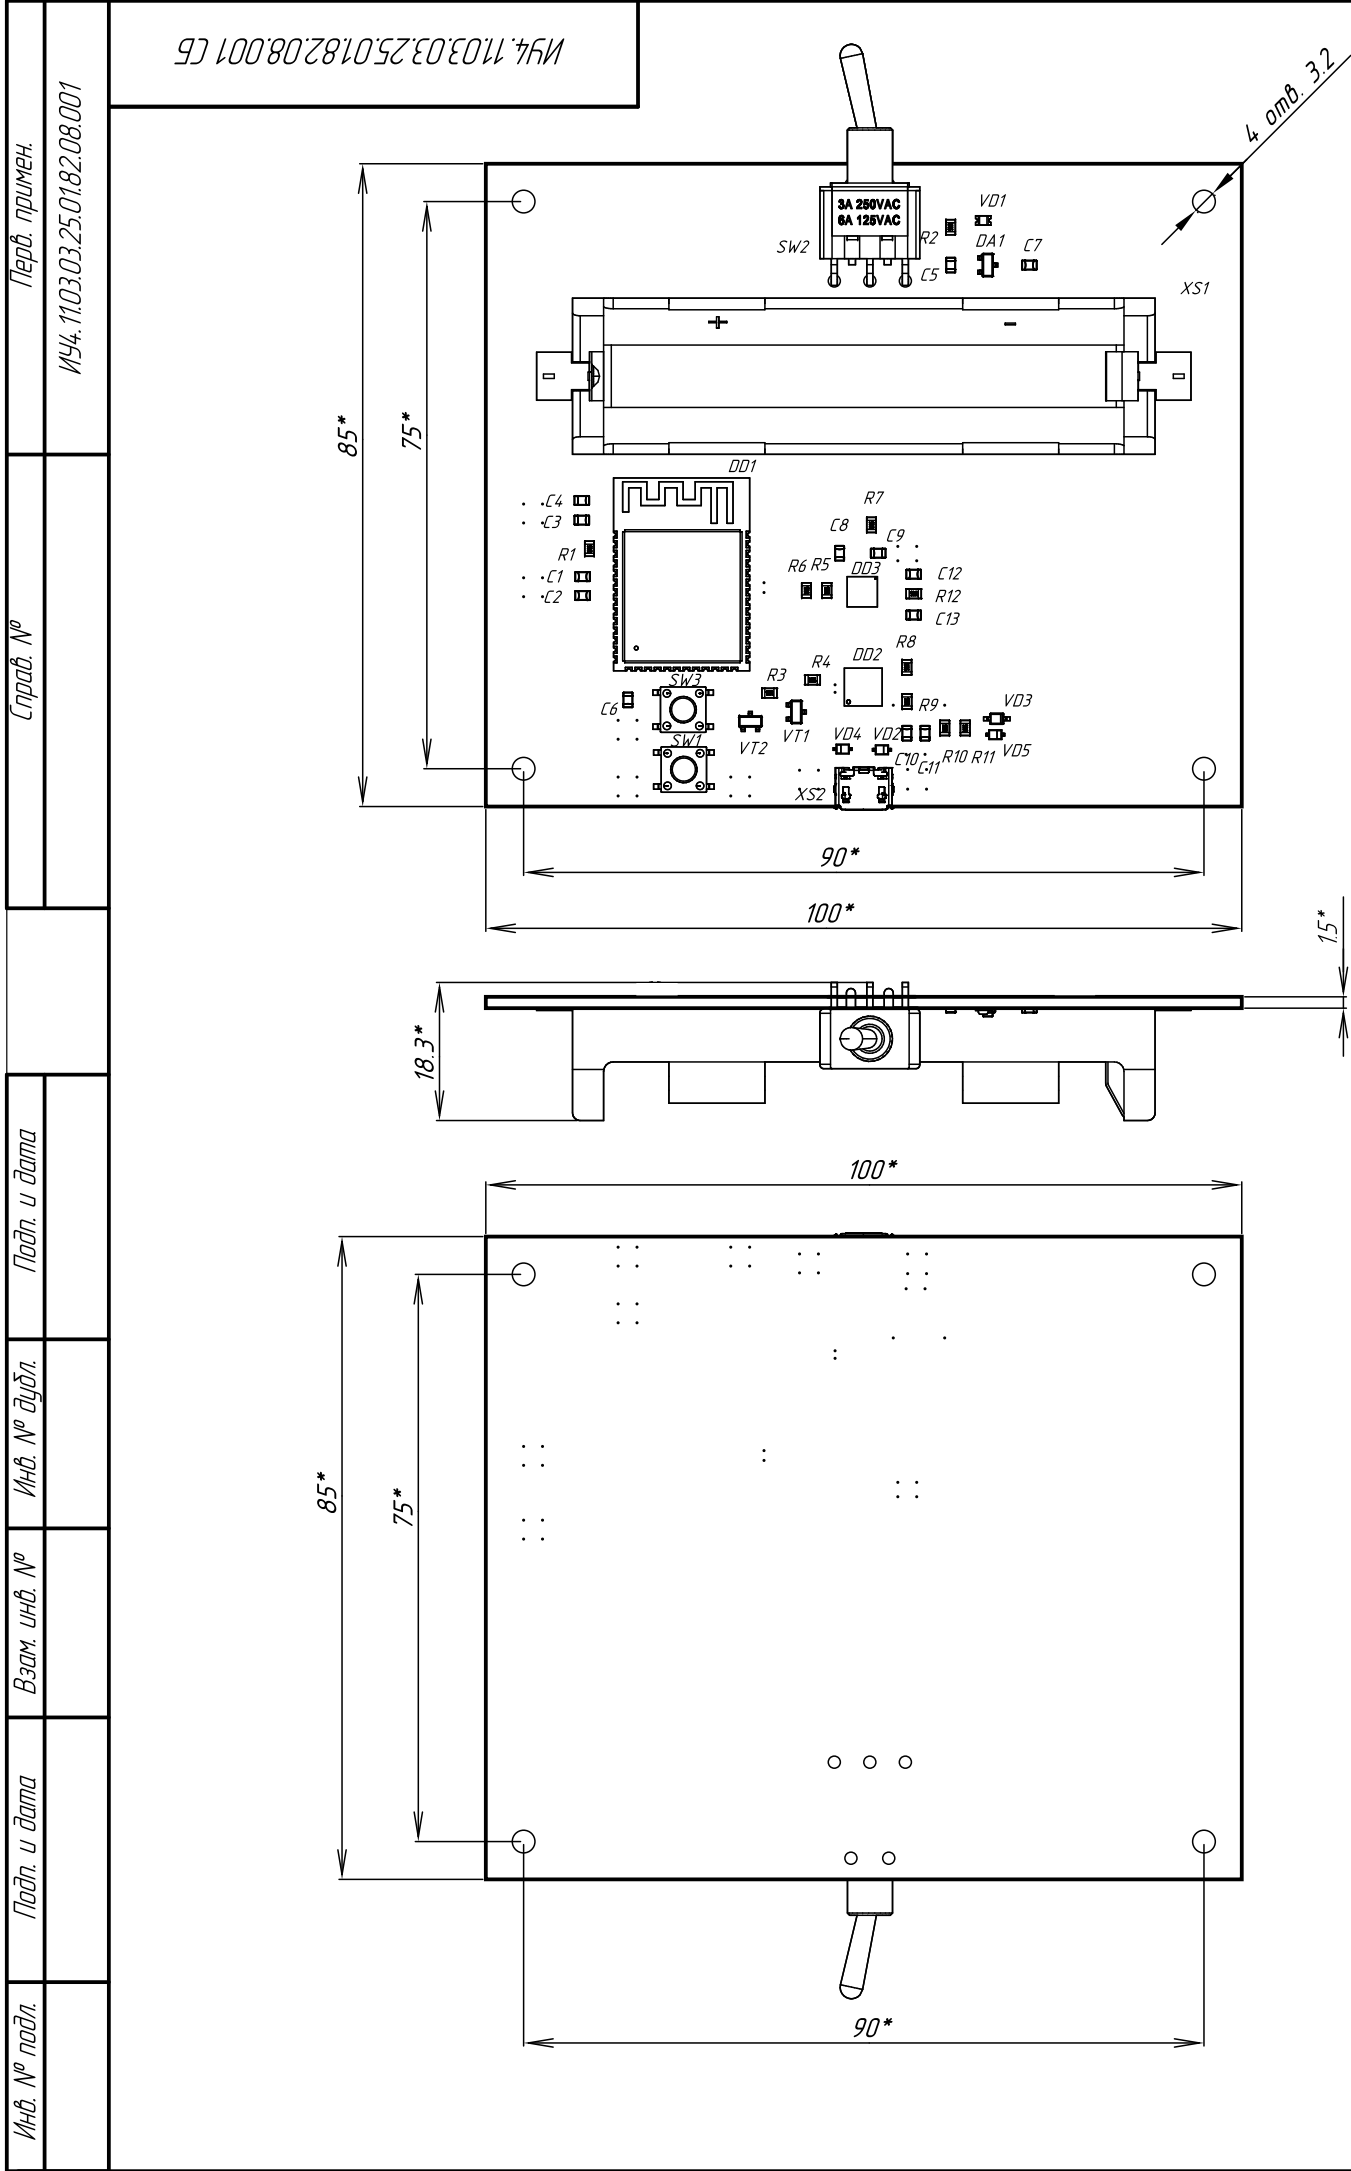 ИУ4.11.03.03.25.01.82.08.001 СБ
Перв. примен.
ИУ4.11.03.03.25.01.82.08.001
Справ. №
Подп. и дата
Инв. № дубл.
Взам. инв. №
Подп. и дата
Инв. № подл.
4 отв. 3.2
3A 250VAC
6A 125VAC
SW2
R2
VD1
DA1
C7
C5
XS1
+
-
85*
75*
DD1
C4
C3
R1
C1
C2
R7
C8
C9
R6
R5
DD3
C12
R12
C13
R8
DD2
R4
R3
SW3
C6
R9
VD3
VT1
VT2
SW1
VD4
VD2
C10
C11
R10
R11
VD5
XS2
90*
100*
1.5*
18.3*
100*
85*
75*
90*